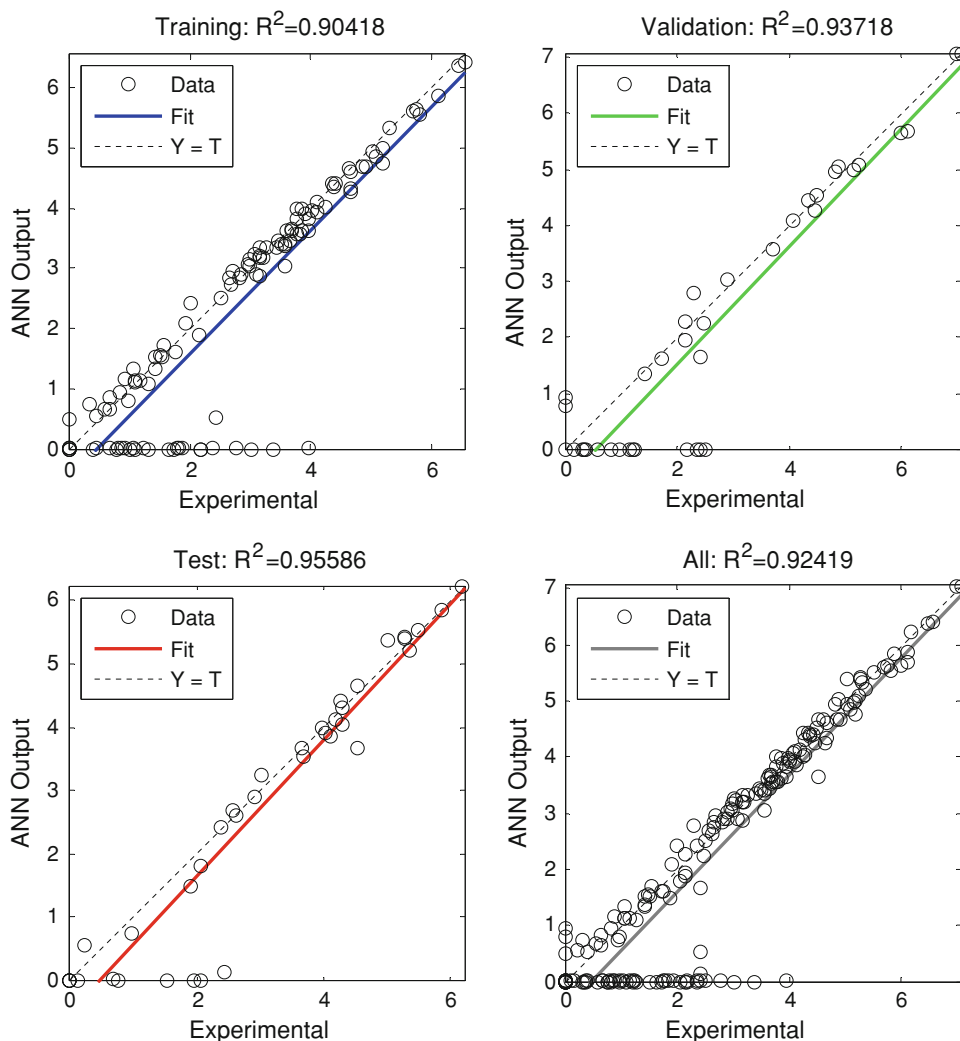 Training: R²=0.90418
Data
Fit
Y = T
6
5
4
3
2
1
0
0 2 4 6
ANN Output
Experimental
Validation: R²=0.93718
Data
Fit
Y = T
7
6
5
4
3
2
1
0
0 2 4 6
ANN Output
Experimental
Test: R²=0.95586
Data
Fit
Y = T
6
5
4
3
2
1
0
0 2 4 6
ANN Output
Experimental
All: R²=0.92419
Data
Fit
Y = T
7
6
5
4
3
2
1
0
0 2 4 6
ANN Output
Experimental